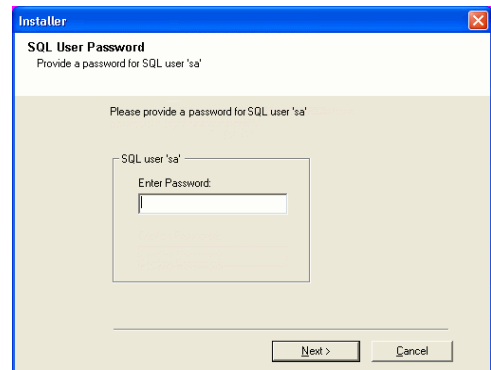 Installer
SQL User Password
Provide a password for SQL user 'sa'
Please provide a password for SQL user 'sa'
SQL user 'sa'
Enter Password:
Next >
Cancel